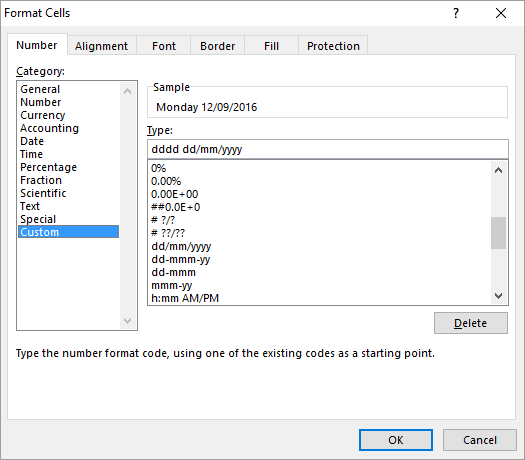 Format Cells
?
Number Alignment Font Border Fill Protection
Category:
General
Number
Currency
Accounting
Date
Time
Percentage
Fraction
Scientific
Text
Special
Custom
Sample
Monday 12/09/2016
Type:
dddd dd/mm/yyyy
0%
0.00%
0.00E+00
##0.0E+0
# ?/?
# ??/??
dd/mm/yyyy
dd-mmm-yy
dd-mmm
mmm-yy
h:mm AM/PM
Delete
Type the number format code, using one of the existing codes as a starting point.
OK Cancel